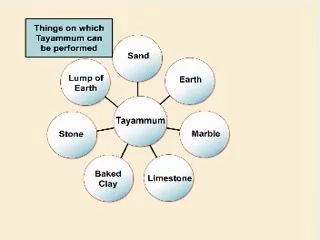 Things on which
Tayammum can
be performed
Sand
Lump of
Earth
Earth
Tayammum
Stone
Marble
Baked
Clay
Limestone